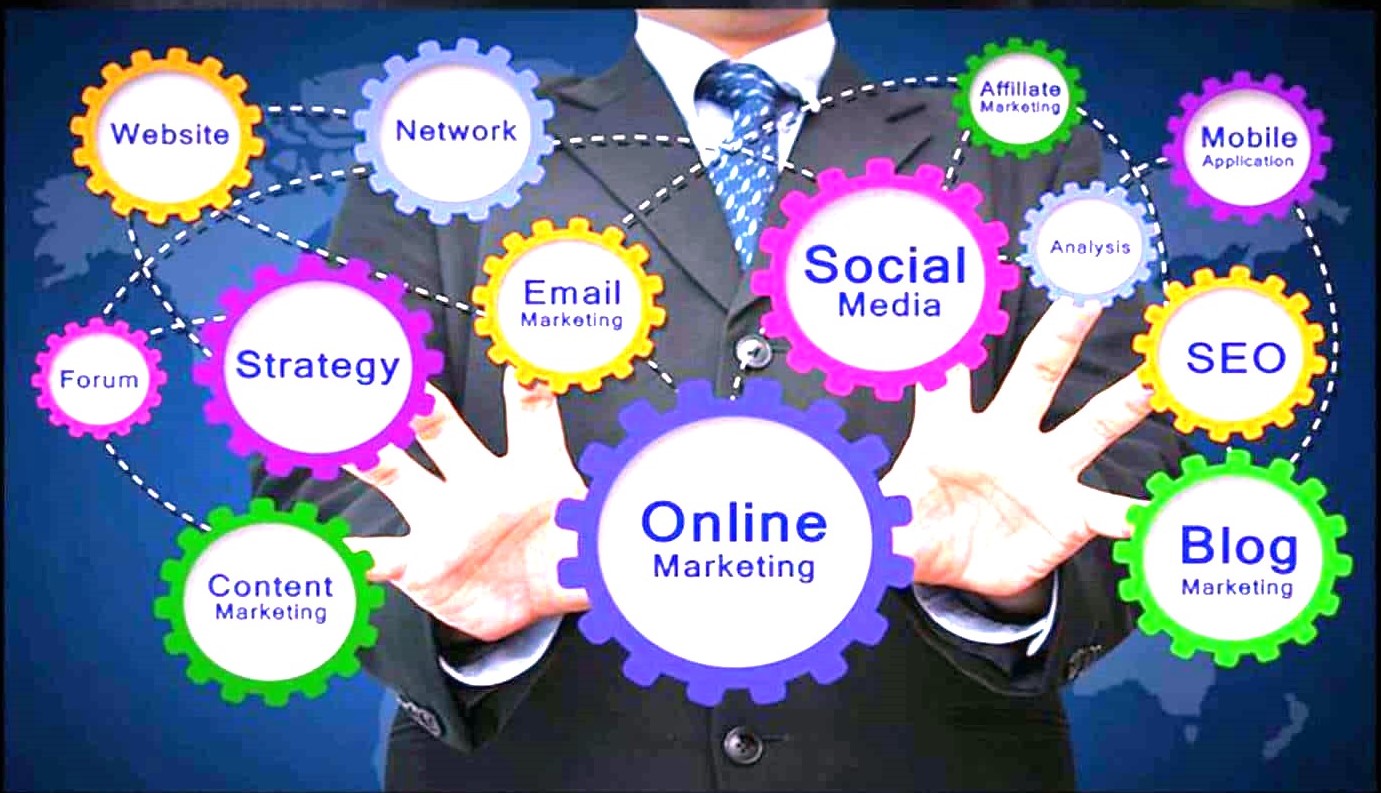 Website
Network
Affiliate
Marketing
Mobile
Application
Analysis
Social
Media
Email
Marketing
Strategy
Forum
SEO
Online
Marketing
Blog
Marketing
Content
Marketing